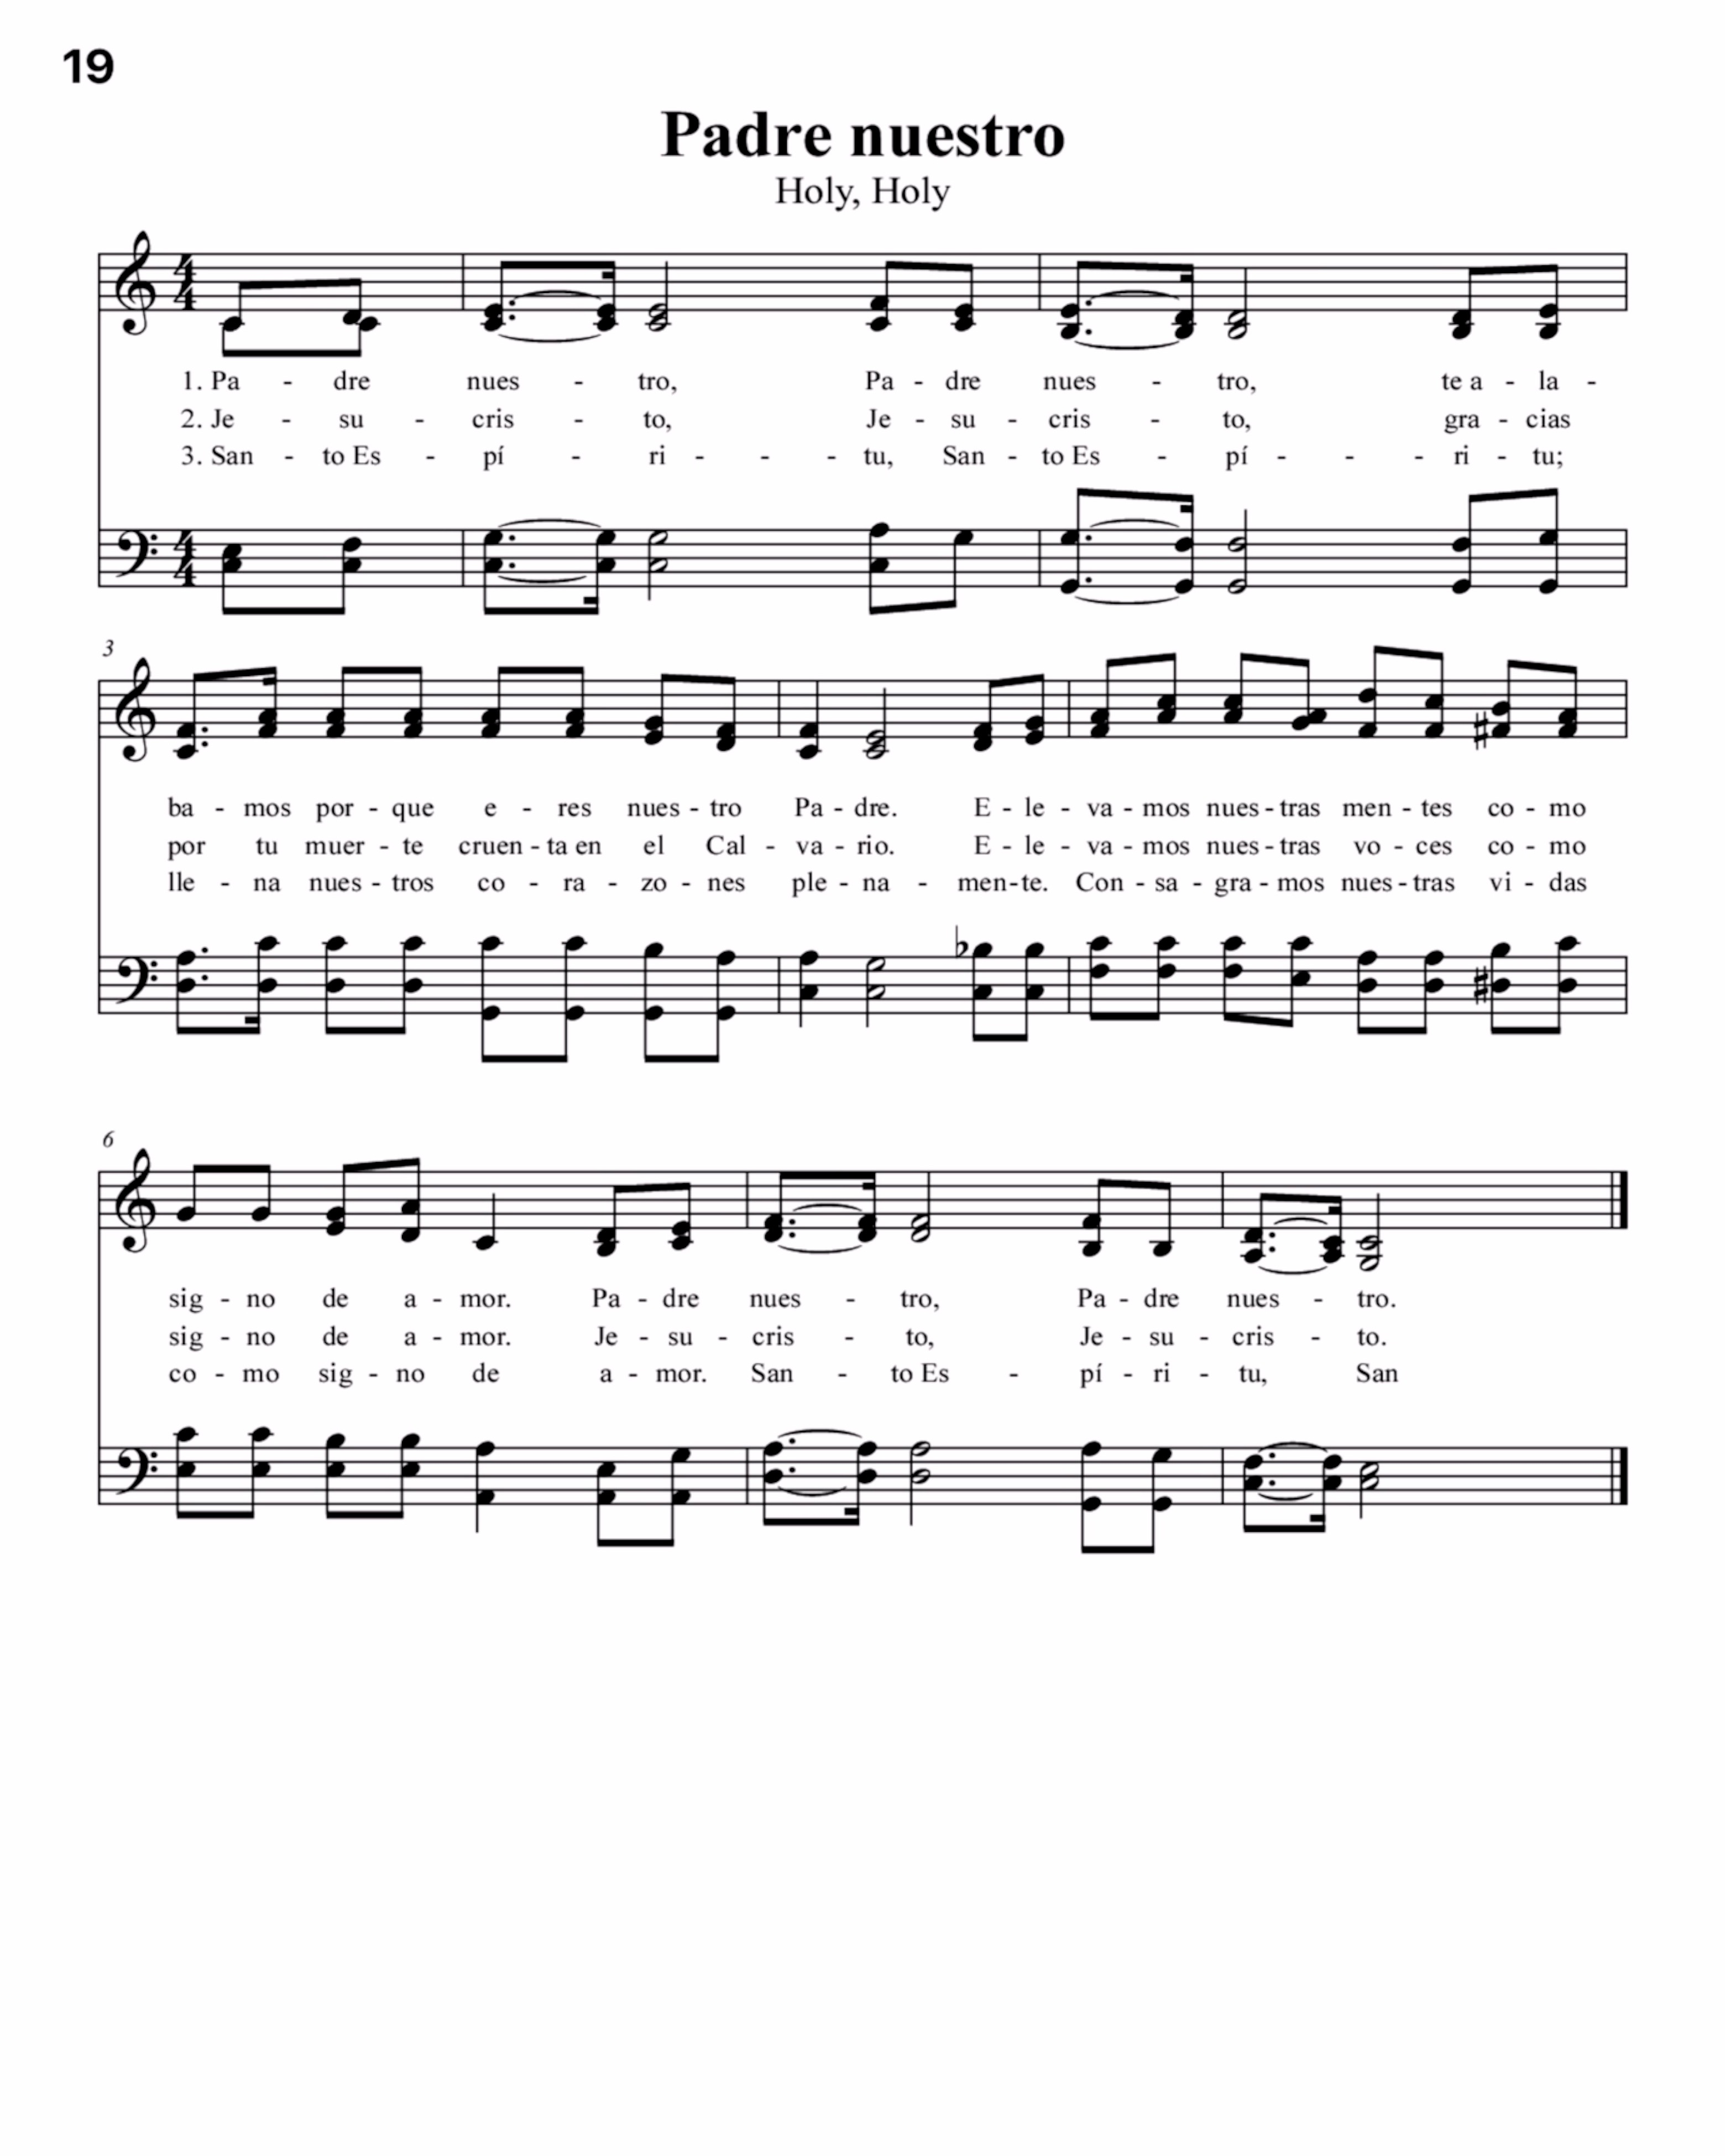 19
Padre nuestro
Holy, Holy
4 4
1. Pa - dre nues - tro, Pa - dre nues - tro, te a - la -
2. Je - su - cris - to, Je - su - cris - to, gra - cias
3. San - to Es - pí - ri - - - tu, San - to Es - pí - - - ri - tu;
4 4
3
ba - mos por - que e - res nues - tro Pa - dre. E - le - va - mos nues - tras men - tes co - mo
por tu muer - te cruen - ta en el Cal - va - rio. E - le - va - mos nues - tras vo - ces co - mo
lle - na nues - tros co - ra - zo - nes ple - na - men - te. Con - sa - gra - mos nues - tras vi - das
6
sig - no de a - mor. Pa - dre nues - tro, Pa - dre nues - tro.
sig - no de a - mor. Je - su - cris - to, Je - su - cris - to.
co - mo sig - no de a - mor. San - to Es - pí - ri - tu, San